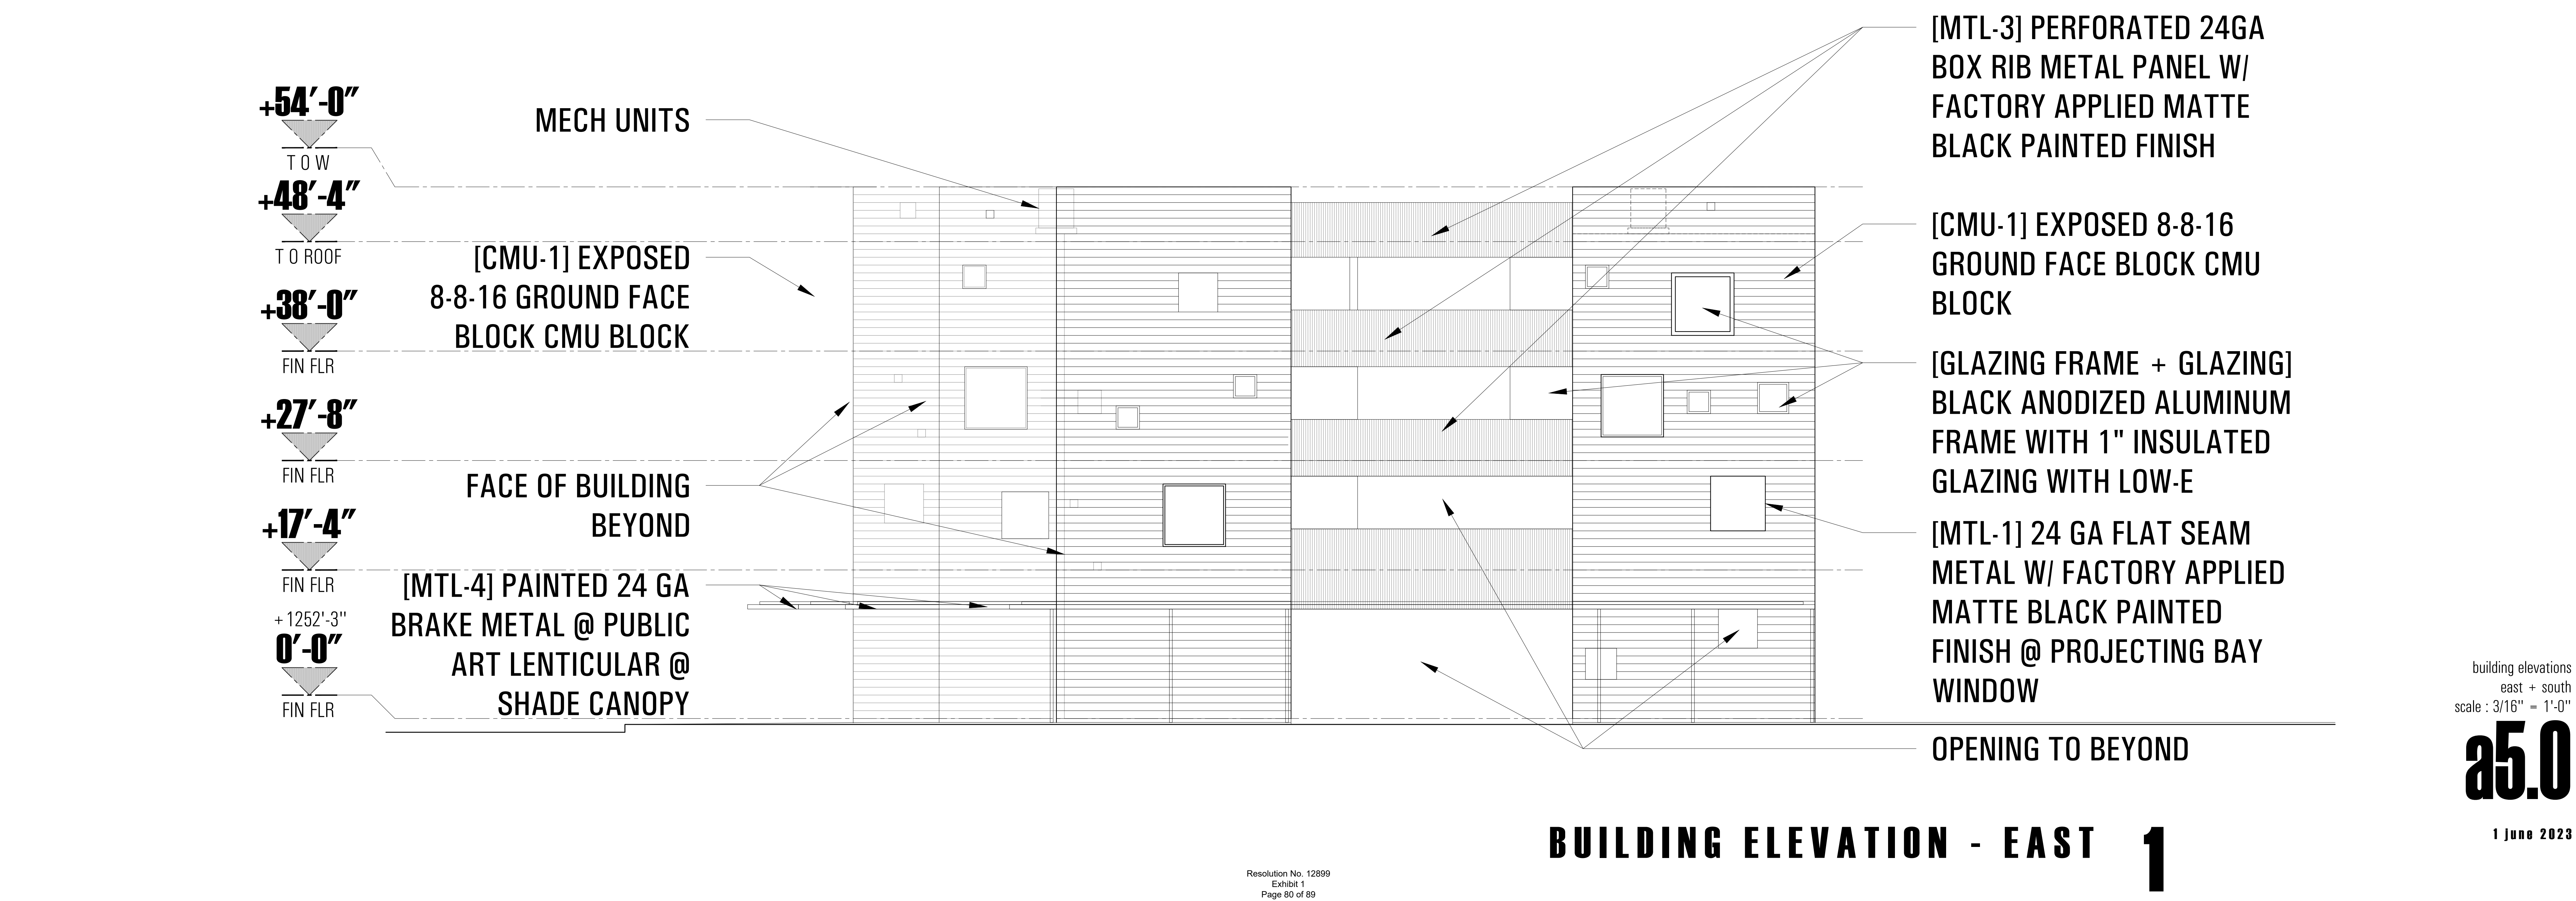 +54'-0"
T O W
+48'-4"
T O ROOF
+38'-0"
FIN FLR
+27'-8"
FIN FLR
+17'-4"
FIN FLR
+1252'-3"
0'-0"
FIN FLR
MECH UNITS
[CMU-1] EXPOSED
8-8-16 GROUND FACE
BLOCK CMU BLOCK
FACE OF BUILDING
BEYOND
[MTL-4] PAINTED 24 GA
BRAKE METAL @ PUBLIC
ART LENTICULAR @
SHADE CANOPY
[MTL-3] PERFORATED 24GA
BOX RIB METAL PANEL W/
FACTORY APPLIED MATTE
BLACK PAINTED FINISH
[CMU-1] EXPOSED 8-8-16
GROUND FACE BLOCK CMU
BLOCK
[GLAZING FRAME + GLAZING]
BLACK ANODIZED ALUMINUM
FRAME WITH 1" INSULATED
GLAZING WITH LOW-E
[MTL-1] 24 GA FLAT SEAM
METAL W/ FACTORY APPLIED
MATTE BLACK PAINTED
FINISH @ PROJECTING BAY
WINDOW
OPENING TO BEYOND
building elevations
east + south
scale : 3/16" = 1'-0"
a5.0
1 june 2023
BUILDING ELEVATION - EAST 1
Resolution No. 12899
Exhibit 1
Page 80 of 89